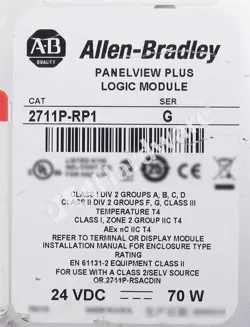 AB
Allen-Bradley
PANELVIEW PLUS
LOGIC MODULE
CAT SER
2711P-RP1 G
CLASS I DIV 2 GROUPS A, B, C, D
CLASS II DIV 2 GROUPS F, G, CLASS III
TEMPERATURE T4
CLASS I, ZONE 2 GROUP IIC T4
AEx nC IIC T4
REFER TO TERMINAL OR DISPLAY MODULE
INSTALLATION MANUAL FOR ENCLOSURE TYPE
RATING
EN 61131-2 EQUIPMENT CLASS II
FOR USE WITH A CLASS 2/SELV SOURCE
OR 2711P-RSACDIN
24 VDC 70 W